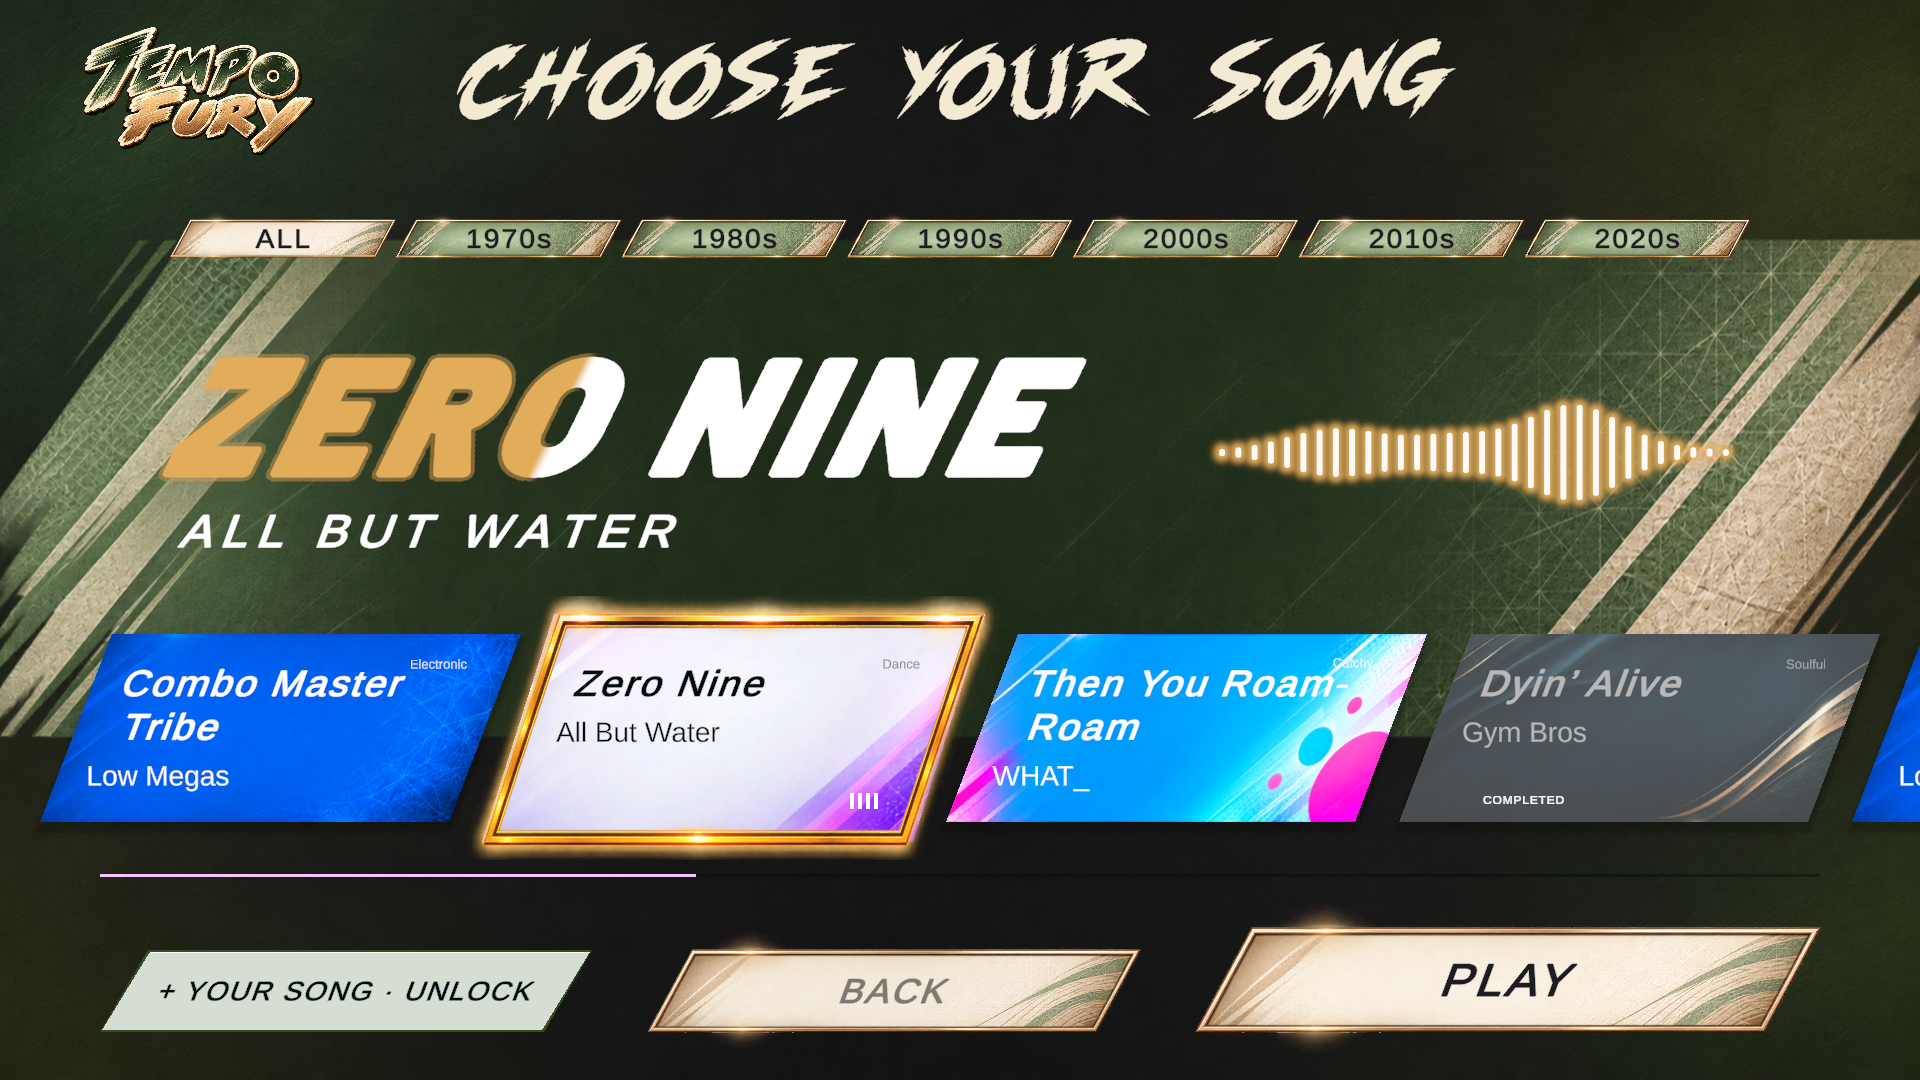 TEMPO
FURY
CHOOSE YOUR SONG
ALL
1970s
1980s
1990s
2000s
2010s
2020s
ZERO NINE
ALL BUT WATER
Combo Master
Tribe
Electronic
Low Megas
Zero Nine
Dance
All But Water
Then You Roam-
Roam
Catchy
WHAT_
Dyin’ Alive
Soulful
Gym Bros
COMPLETED
+ YOUR SONG · UNLOCK
BACK
PLAY